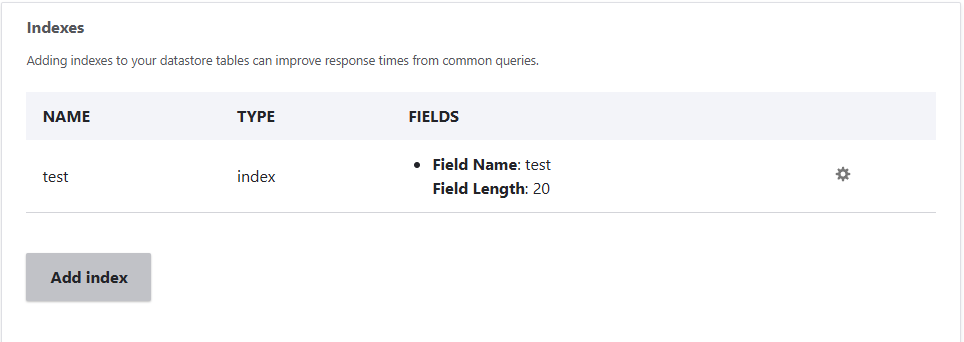 Indexes
Adding indexes to your datastore tables can improve response times from common queries.
NAME TYPE FIELDS
test index
Field Name: test
Field Length: 20
Add index